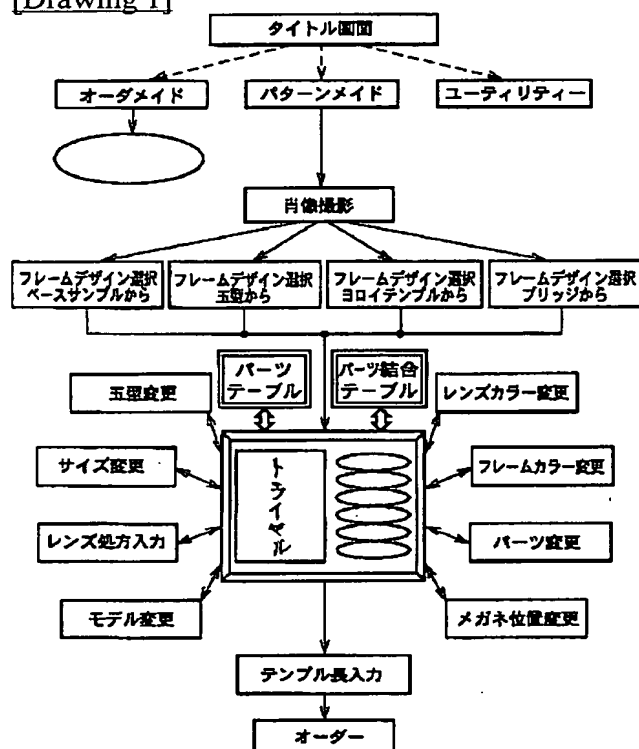 [Drawing 1]
タイトル画面
オーダメイド
パターンメイド
ユーティリティー
肖像撮影
フレームデザイン選択
ベースサンプルから
フレームデザイン選択
玉型から
フレームデザイン選択
ヨロイテンプルから
フレームデザイン選択
ブリッジから
パーツ
テーブル
パーツ結合
テーブル
玉型変更
レンズカラー変更
サイズ変更
トライヤル
フレームカラー変更
レンズ処方入力
パーツ変更
モデル変更
メガネ位置変更
テンプル長入力
オーダー